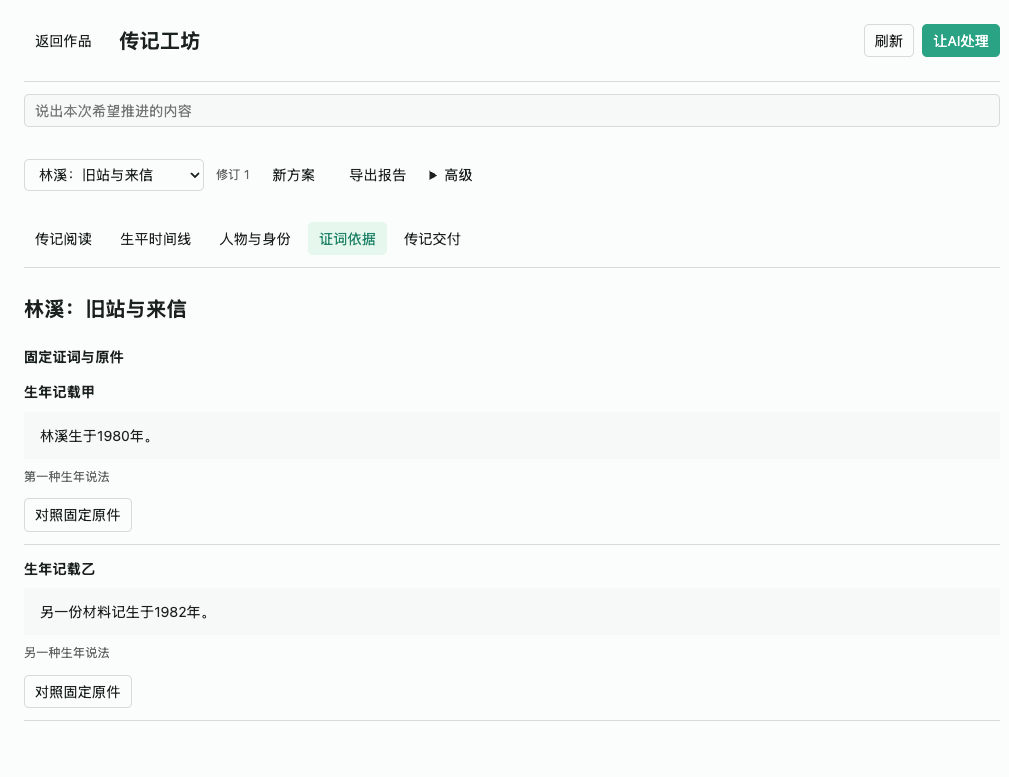 返回作品
传记工坊
刷新
让AI处理
说出本次希望推进的内容
林溪：旧站与来信
修订 1
新方案
导出报告
▶ 高级
传记阅读
生平时间线
人物与身份
证词依据
传记交付
林溪：旧站与来信
固定证词与原件
生年记载甲
林溪生于1980年。
第一种生年说法
对照固定原件
生年记载乙
另一份材料记生于1982年。
另一种生年说法
对照固定原件